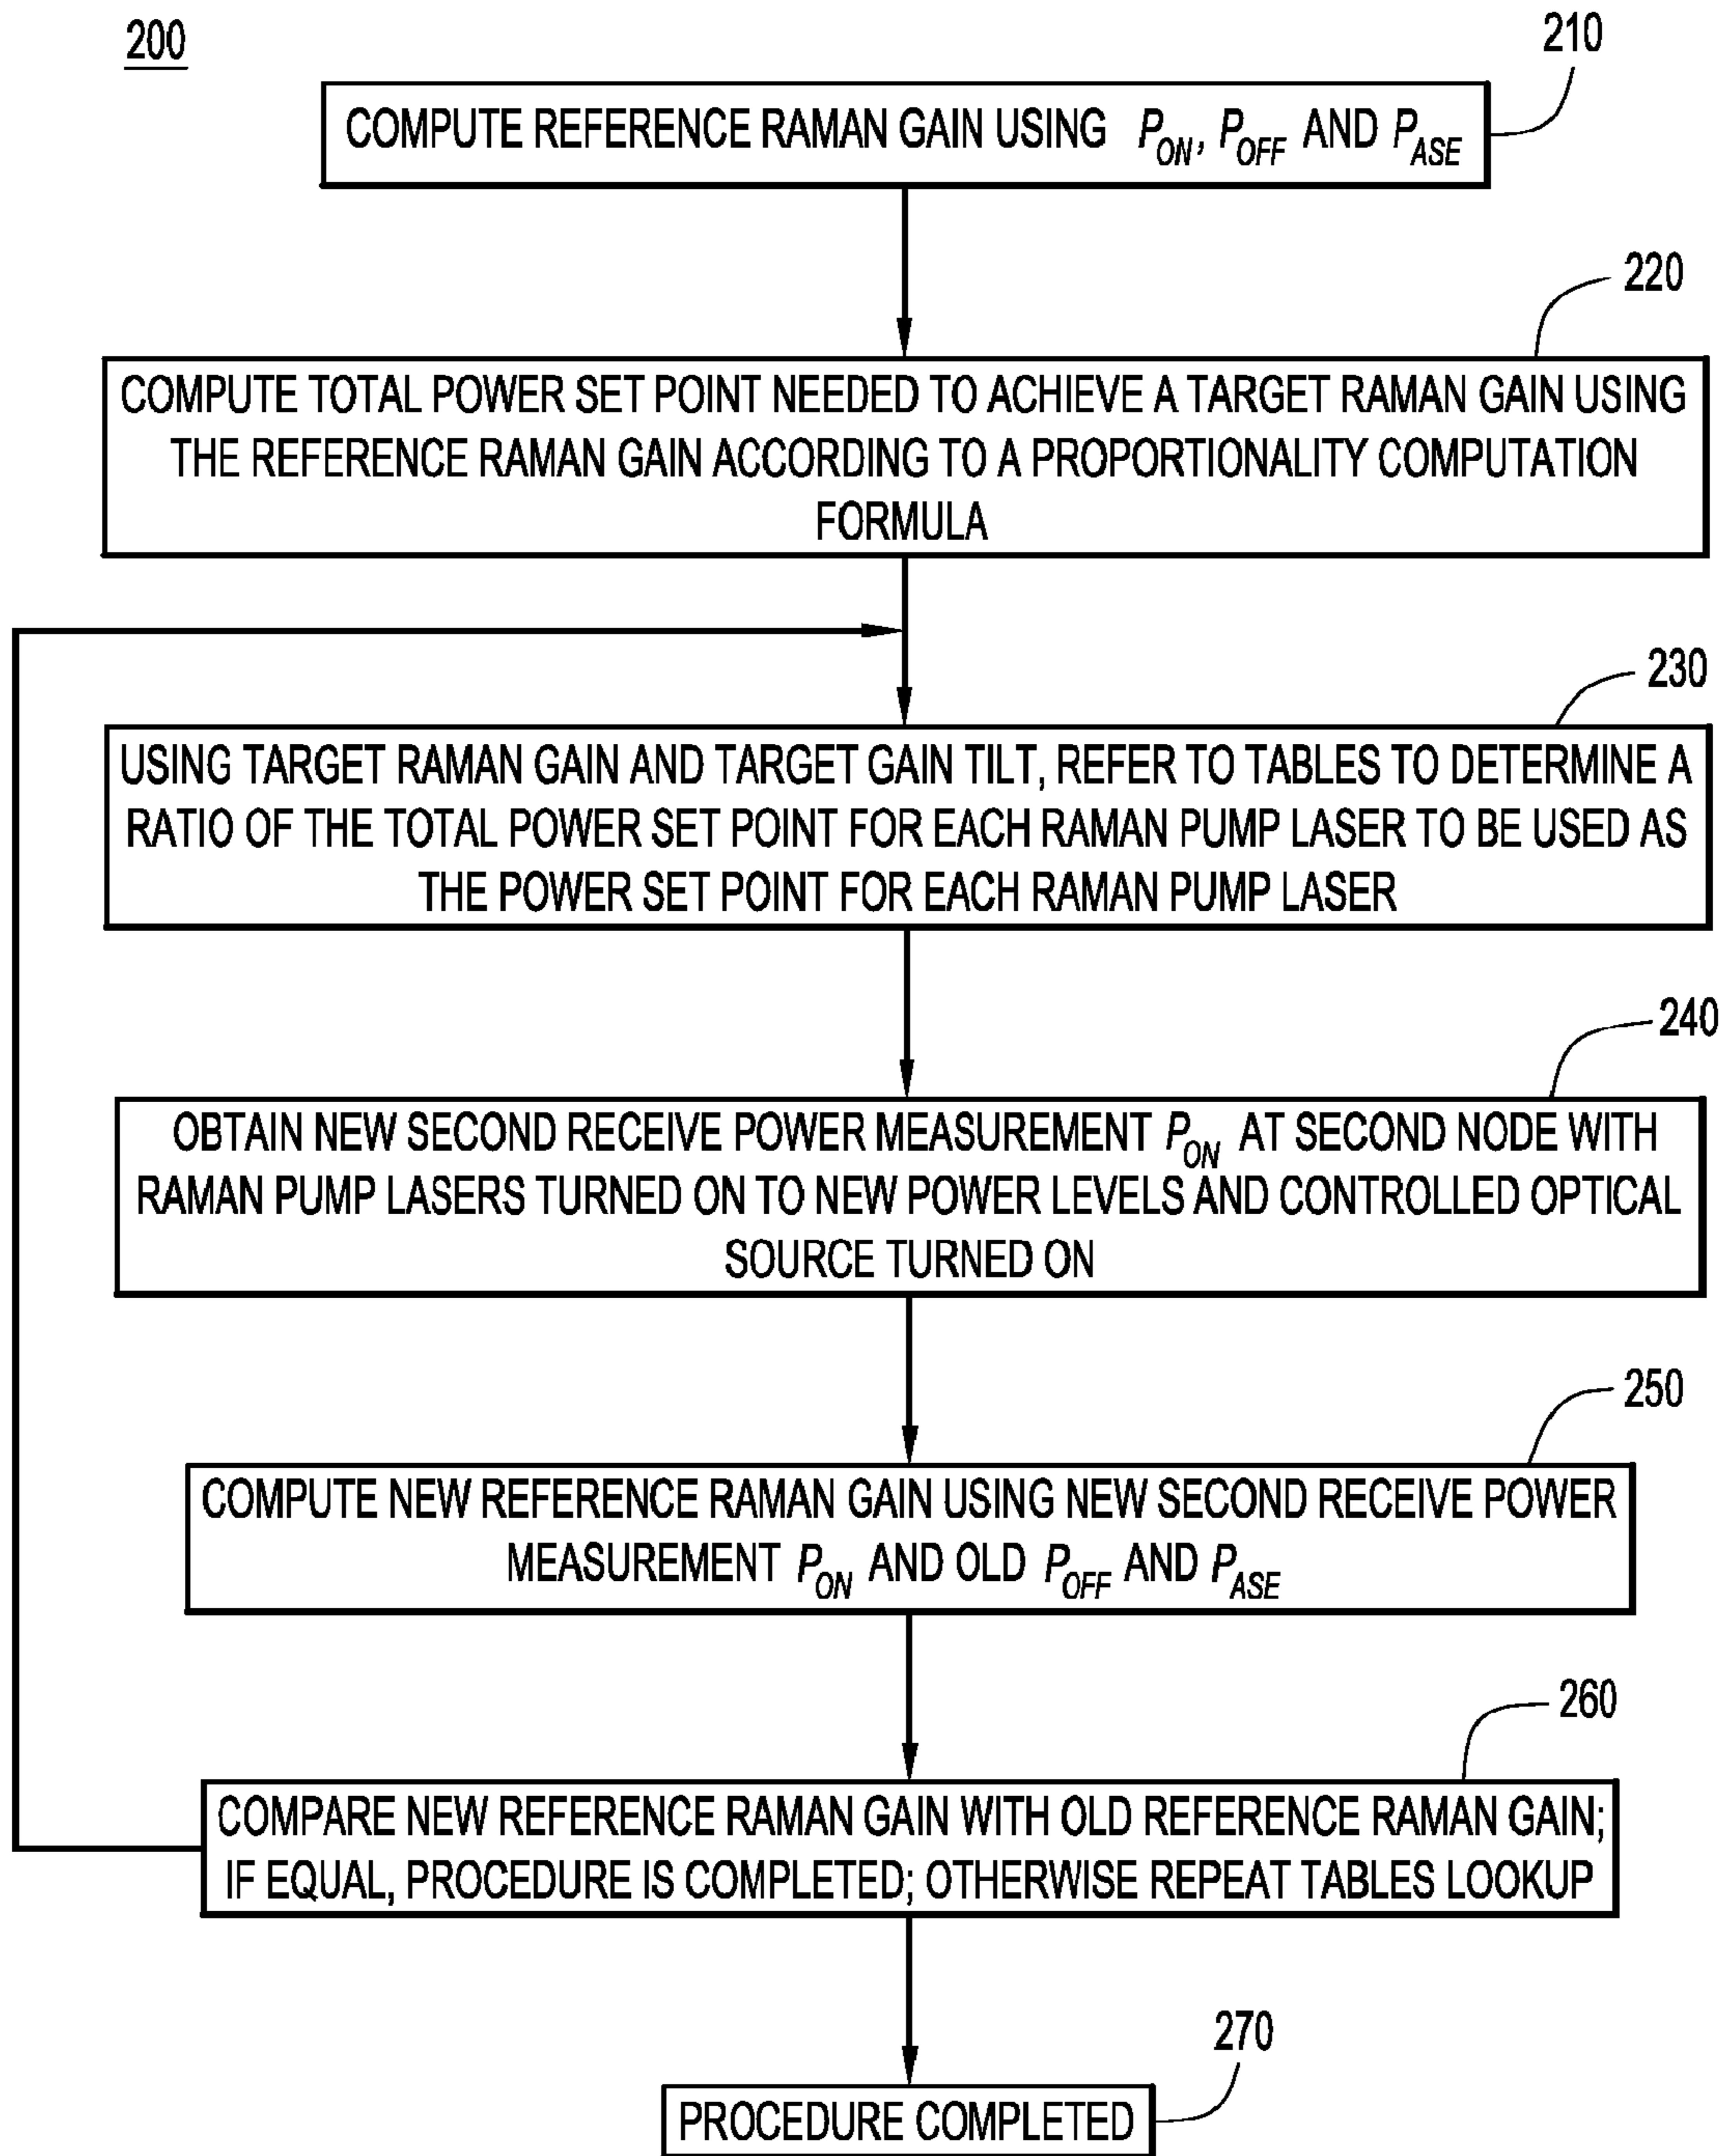 200
210
COMPUTE REFERENCE RAMAN GAIN USING P_ON, P_OFF AND P_ASE
220
COMPUTE TOTAL POWER SET POINT NEEDED TO ACHIEVE A TARGET RAMAN GAIN USING
THE REFERENCE RAMAN GAIN ACCORDING TO A PROPORTIONALITY COMPUTATION
FORMULA
230
USING TARGET RAMAN GAIN AND TARGET GAIN TILT, REFER TO TABLES TO DETERMINE A
RATIO OF THE TOTAL POWER SET POINT FOR EACH RAMAN PUMP LASER TO BE USED AS
THE POWER SET POINT FOR EACH RAMAN PUMP LASER
240
OBTAIN NEW SECOND RECEIVE POWER MEASUREMENT P_ON AT SECOND NODE WITH
RAMAN PUMP LASERS TURNED ON TO NEW POWER LEVELS AND CONTROLLED OPTICAL
SOURCE TURNED ON
250
COMPUTE NEW REFERENCE RAMAN GAIN USING NEW SECOND RECEIVE POWER
MEASUREMENT P_ON AND OLD P_OFF AND P_ASE
260
COMPARE NEW REFERENCE RAMAN GAIN WITH OLD REFERENCE RAMAN GAIN;
IF EQUAL, PROCEDURE IS COMPLETED; OTHERWISE REPEAT TABLES LOOKUP
270
PROCEDURE COMPLETED